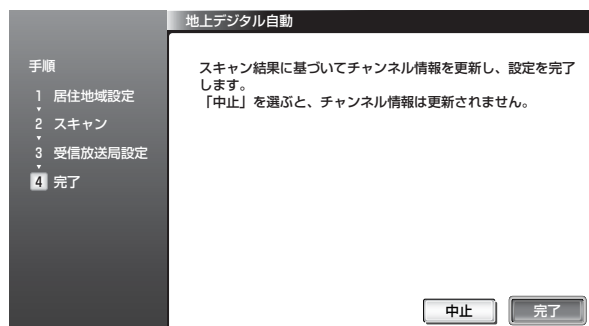 地上デジタル自動
手順
1 居住地域設定
2 スキャン
3 受信放送局設定
4 完了
スキャン結果に基づいてチャンネル情報を更新し、設定を完了
します。
「中止」を選ぶと、チャンネル情報は更新されません。
中止
完了